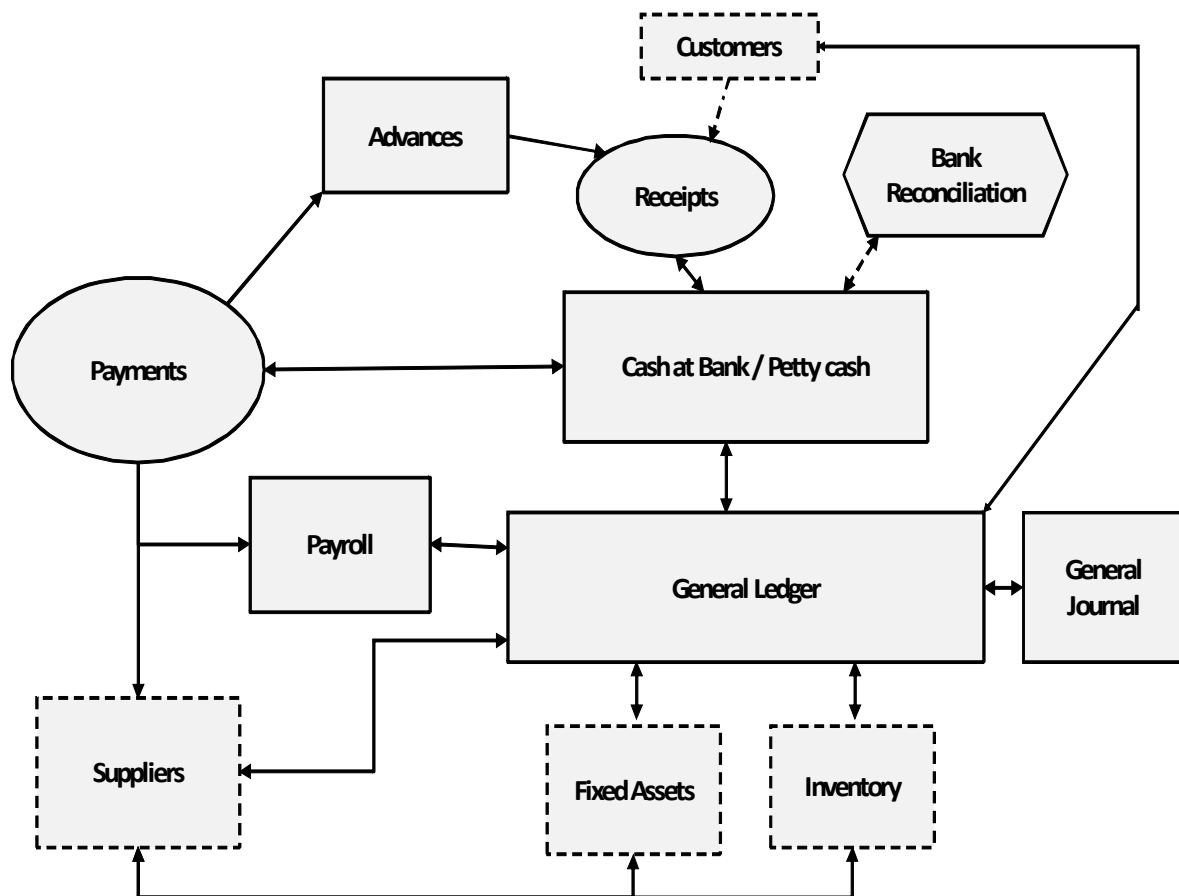 Customers
Advances
Bank
Reconciliation
Receipts
Payments
Cash at Bank / Petty cash
Payroll
General Ledger
General
Journal
Suppliers
Fixed Assets
Inventory